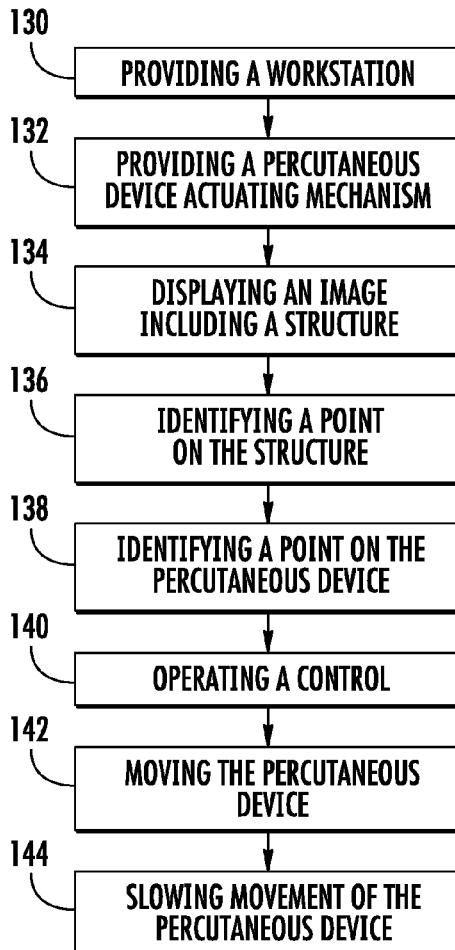 130
PROVIDING A WORKSTATION
132
PROVIDING A PERCUTANEOUS
DEVICE ACTUATING MECHANISM
134
DISPLAYING AN IMAGE
INCLUDING A STRUCTURE
136
IDENTIFYING A POINT
ON THE STRUCTURE
138
IDENTIFYING A POINT ON THE
PERCUTANEOUS DEVICE
140
OPERATING A CONTROL
142
MOVING THE PERCUTANEOUS
DEVICE
144
SLOWING MOVEMENT OF THE
PERCUTANEOUS DEVICE